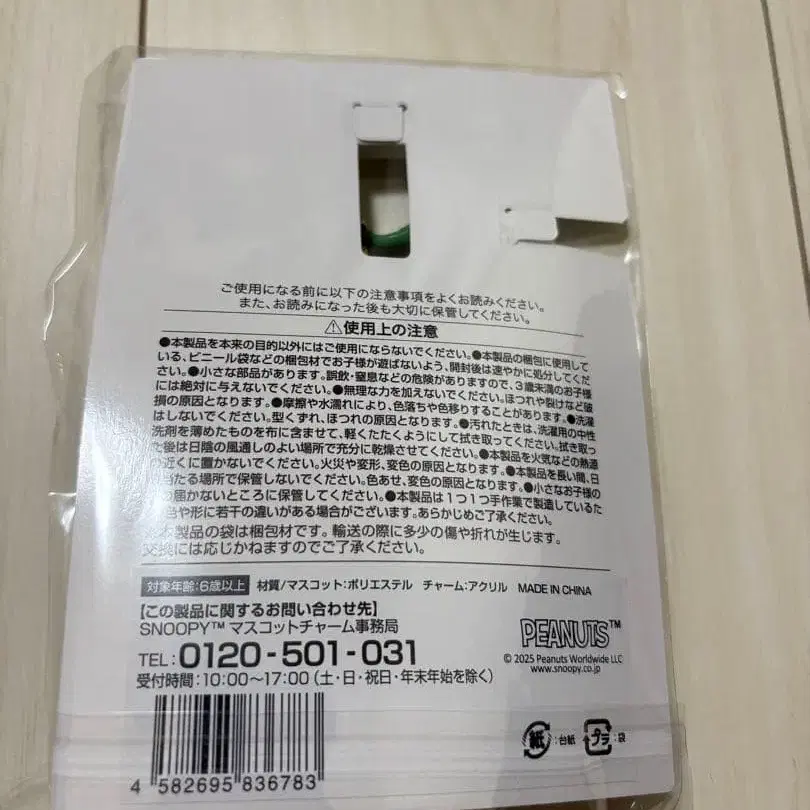 ご使用になる前に以下の注意事項をよくお読みください。
また、お読みになった後も大切に保管してください。
⚠使用上の注意
●本製品を本来の目的以外にはご使用にならないでください。●本製品の梱包に使用して
いる、ビニール袋などの梱包材でお子様が遊ばないよう、開封後は速やかに処分してくだ
さい。●小さな部品があります。誤飲・窒息などの危険がありますので、3歳未満のお子様
には絶対に与えないでください。●無理な力を加えないでください。ほつれや裂けなど破
損の原因となります。●摩擦や水濡れにより、色落ちや色移りすることがあります。●洗濯
はしないでください。型くずれ、ほつれの原因となります。●汚れたときは、洗濯用の中性
洗剤を薄めたものを布に含ませて、軽くたたくようにして拭き取ってください。拭き取っ
た後は日陰の風通しのよい場所で充分に乾燥させてください。●本製品を火気などの熱源
の近くに置かないでください。火災や変形、変色の原因となります。●本製品を長い間、日
の当たる場所で保管しないでください。色あせ、変色の原因となります。●小さなお子様の
手の届かないところに保管してください。●本製品は1つ1つ手作業で製造しているた
め色や形に若干の違いがある場合がございます。あらかじめご了承ください。
※本製品の袋は梱包材です。輸送の際に多少の傷や折れが生じます。
交換には応じかねますのでご了承ください。
対象年齢:6歳以上 材質/マスコット:ポリエステル チャーム:アクリル MADE IN CHINA
【この製品に関するお問い合わせ先】
SNOOPY™ マスコットチャーム事務局
TEL:0120-501-031
受付時間:10:00～17:00(土・日・祝日・年末年始を除く)
PEANUTS™
© 2025 Peanuts Worldwide LLC
www.snoopy.co.jp
紙:台紙 プラ:袋
4 582695 836783